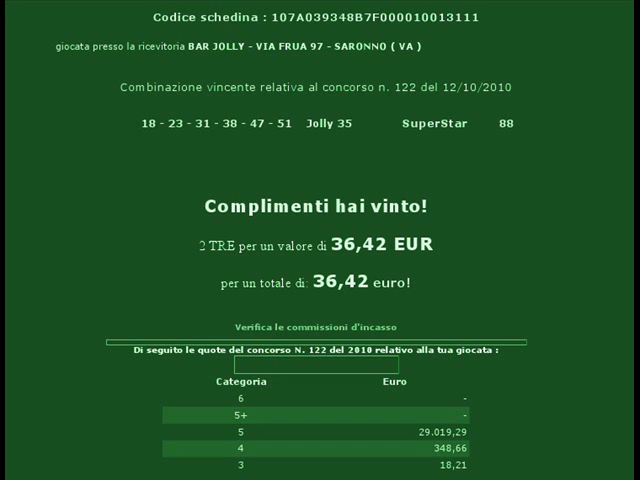 Codice schedina : 107A039348B7F000010013111
giocata presso la ricevitoria BAR JOLLY - VIA FRUA 97 - SARONNO ( VA )
Combinazione vincente relativa al concorso n. 122 del 12/10/2010
18 - 23 - 31 - 38 - 47 - 51 Jolly 35 SuperStar 88
Complimenti hai vinto!
2 TRE per un valore di 36,42 EUR
per un totale di: 36,42 euro!
Verifica le commissioni d'incasso
Di seguito le quote del concorso N. 122 del 2010 relativo alla tua giocata :
Categoria Euro
6 -
5+ -
5 29.019,29
4 348,66
3 18,21